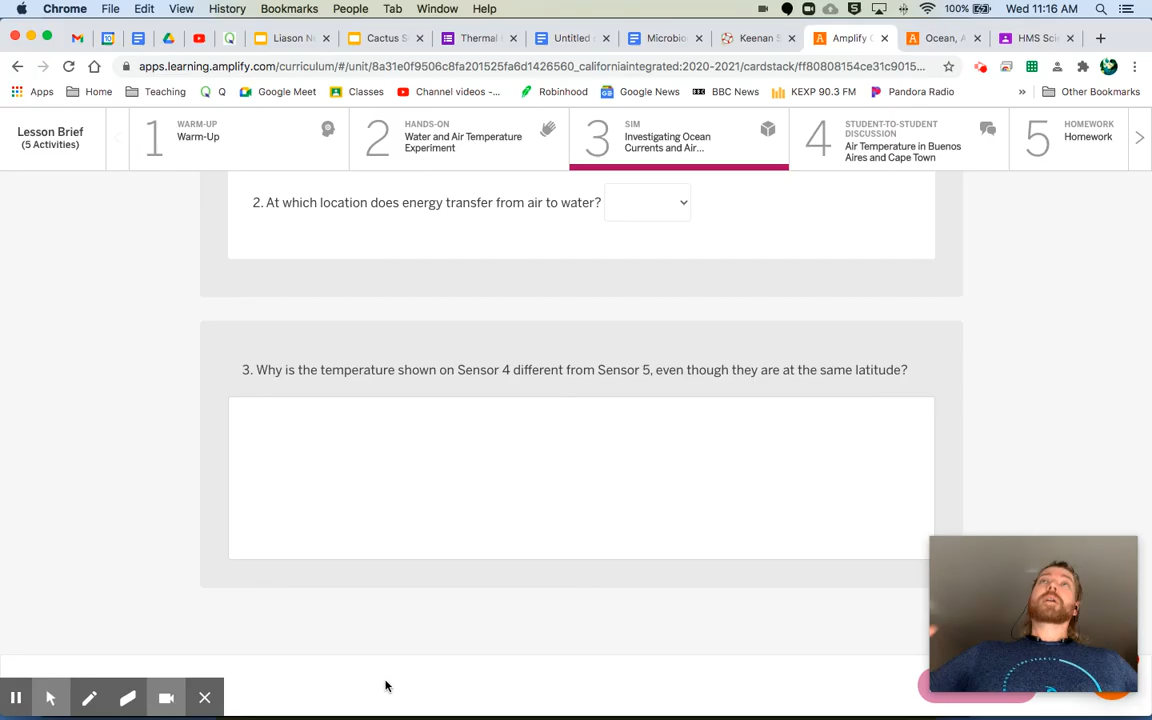 Chrome File Edit View History Bookmarks People Tab Window Help 100% Wed 11:16 AM
Liason Ne Cactus S Thermal Untitled Microbio Keenan S Amplify Ocean, A HMS Sci
apps.learning.amplify.com/curriculum/#/unit/8a31e0f9506c8fa201525fa6d1426560_californiaintegrated:2020-2021/cardstack/ff80808154ce31c9015...
Apps Home Teaching Q Google Meet Classes Channel videos -... Robinhood Google News BBC News KEXP 90.3 FM Pandora Radio » Other Bookmarks
Lesson Brief
(5 Activities)
1
WARM-UP
Warm-Up
2
HANDS-ON
Water and Air Temperature
Experiment
3
SIM
Investigating Ocean
Currents and Air...
4
STUDENT-TO-STUDENT
DISCUSSION
Air Temperature in Buenos
Aires and Cape Town
5
HOMEWORK
Homework
2. At which location does energy transfer from air to water?
3. Why is the temperature shown on Sensor 4 different from Sensor 5, even though they are at the same latitude?